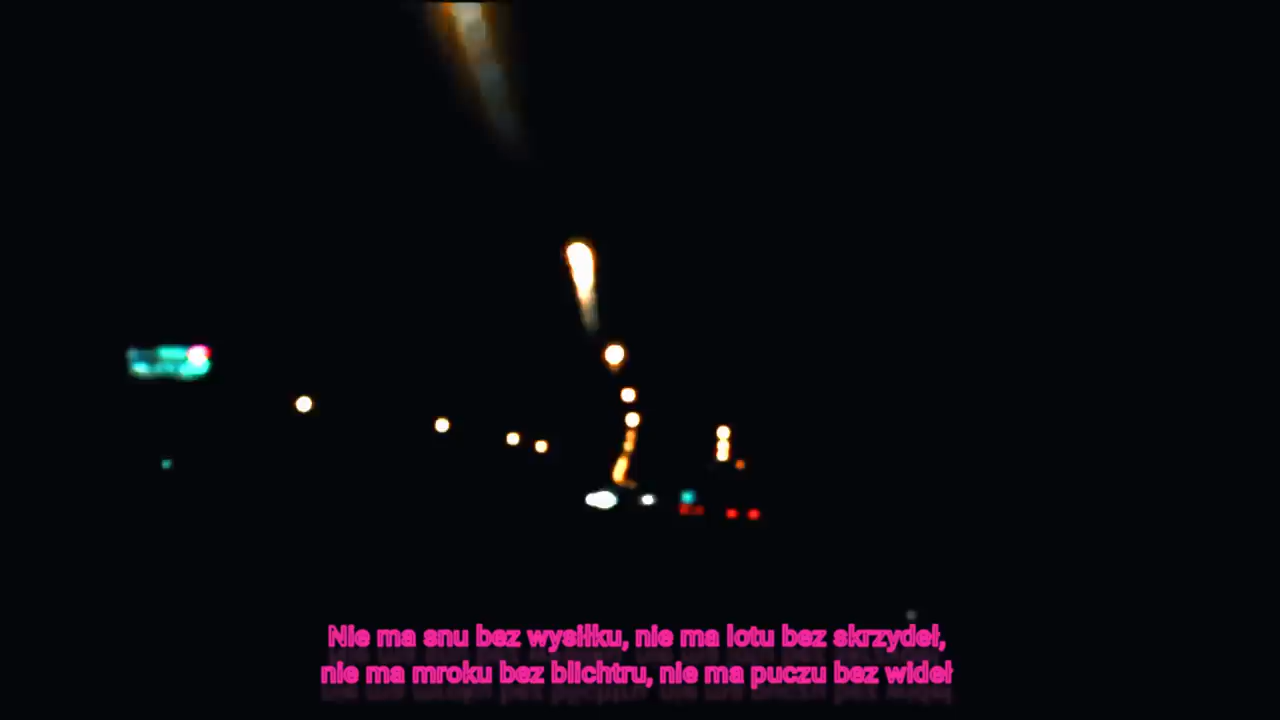 Nie ma snu bez wysiłku, nie ma lotu bez skrzydeł,
nie ma mroku bez blichtru, nie ma puczu bez wideł